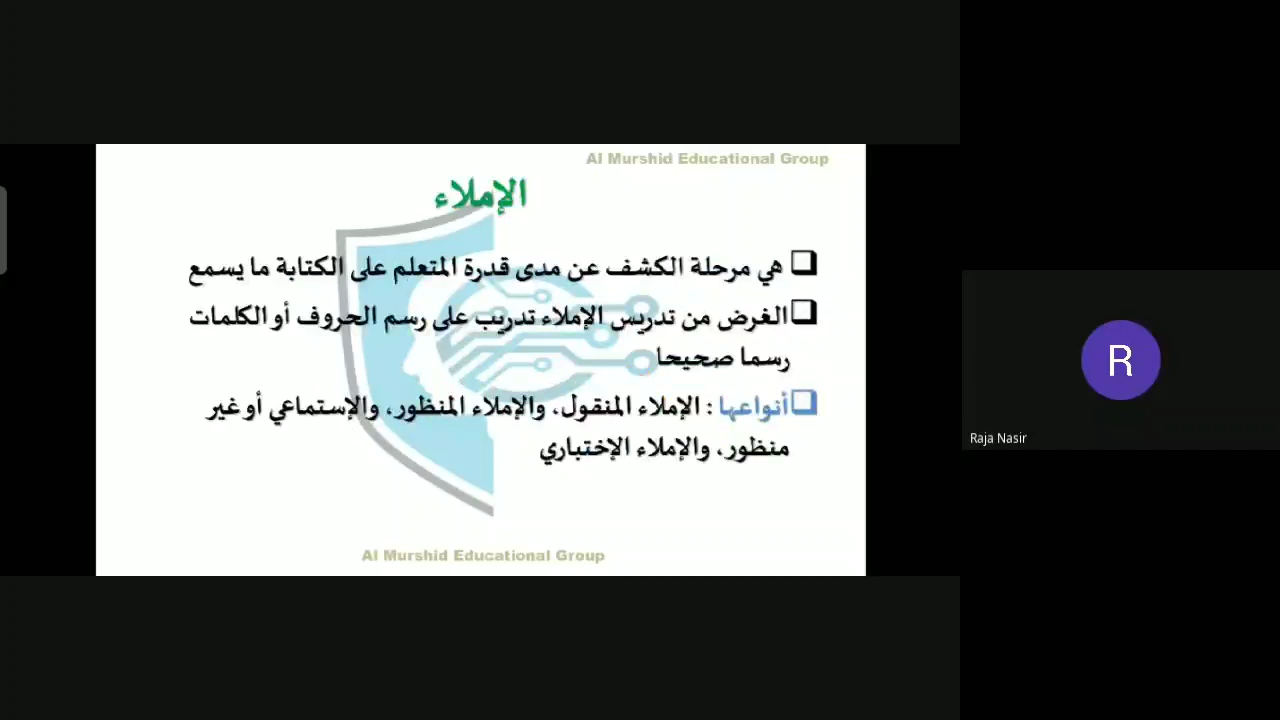 Al Murshid Educational Group
الإملاء
هي مرحلة الكشف عن مدى قدرة المتعلم على الكتابة ما يسمع
الغرض من تدريس الإملاء تدريب على رسم الحروف أو الكلمات
رسما صحيحا
أنواعها : الإملاء المنقول، والإملاء المنظور، والإستماعي أو غير
منظور، والإملاء الإختباري
Al Murshid Educational Group
R
Raja Nasir